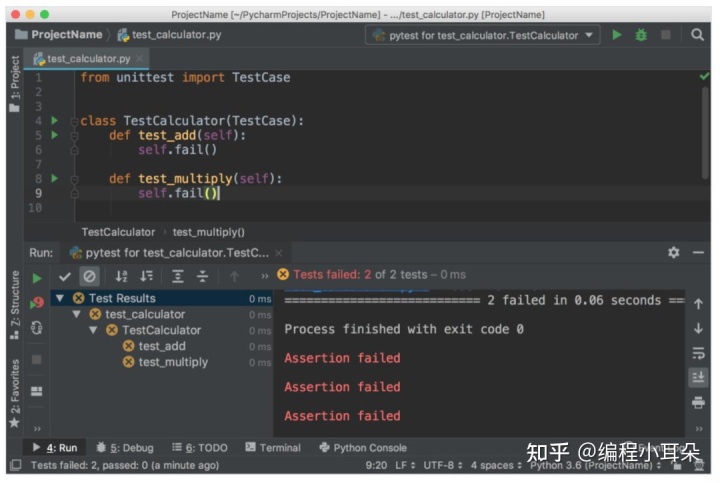 ProjectName [~/PycharmProjects/ProjectName] - .../test_calculator.py [ProjectName]
ProjectName
test_calculator.py
pytest for test_calculator.TestCalculator
test_calculator.py
1: Project
1 from unittest import TestCase
2
3
4 class TestCalculator(TestCase):
5 def test_add(self):
6 self.fail()
7
8 def test_multiply(self):
9 self.fail()
10
TestCalculator › test_multiply()
Run: pytest for test_calculator.TestC...
Tests failed: 2 of 2 tests – 0 ms
Test Results 0 ms
test_calculator 0 ms
TestCalculator 0 ms
test_add 0 ms
test_multiply 0 ms
=========================== 2 failed in 0.06 seconds ==
Process finished with exit code 0
Assertion failed
Assertion failed
Assertion failed
Z: Structure
2: Favorites
4: Run
5: Debug
6: TODO
Terminal
Python Console
知乎 @编程小耳朵
Tests failed: 2, passed: 0 (a minute ago)
9:20 LF UTF-8 4 spaces Python 3.6 (ProjectName)